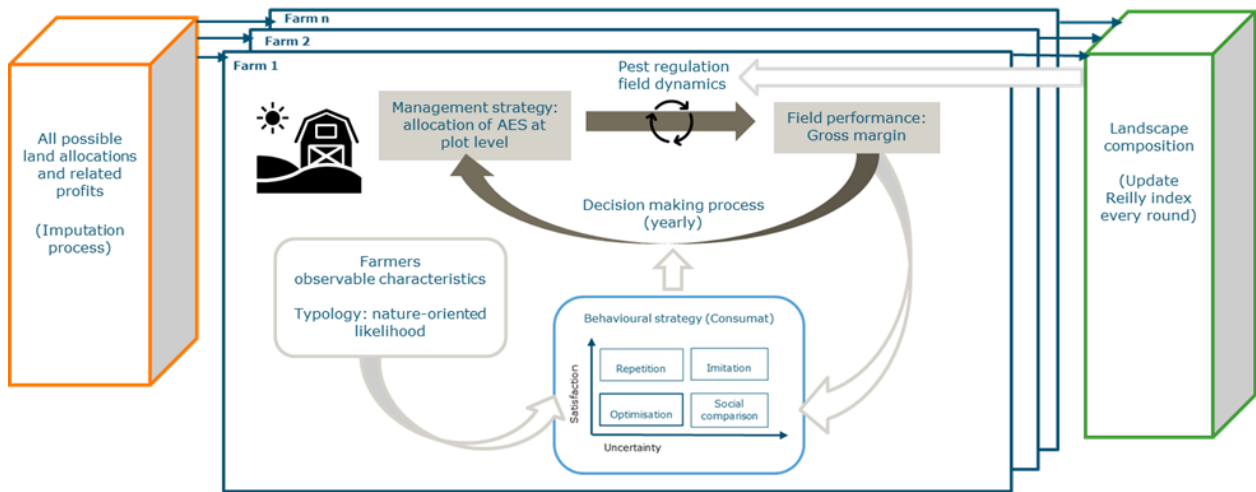 Farm n
Farm 2
Farm 1
All possible
land allocations
and related
profits
(Imputation
process)
Management strategy:
allocation of AES at
plot level
Pest regulation
field dynamics
Field performance:
Gross margin
Landscape
composition
(Update
Reilly index
every round)
Decision making process
(yearly)
Farmers
observable characteristics
Typology: nature-oriented
likelihood
Behavioural strategy (Consumat)
Satisfaction
Repetition
Imitation
Optimisation
Social
comparison
Uncertainty